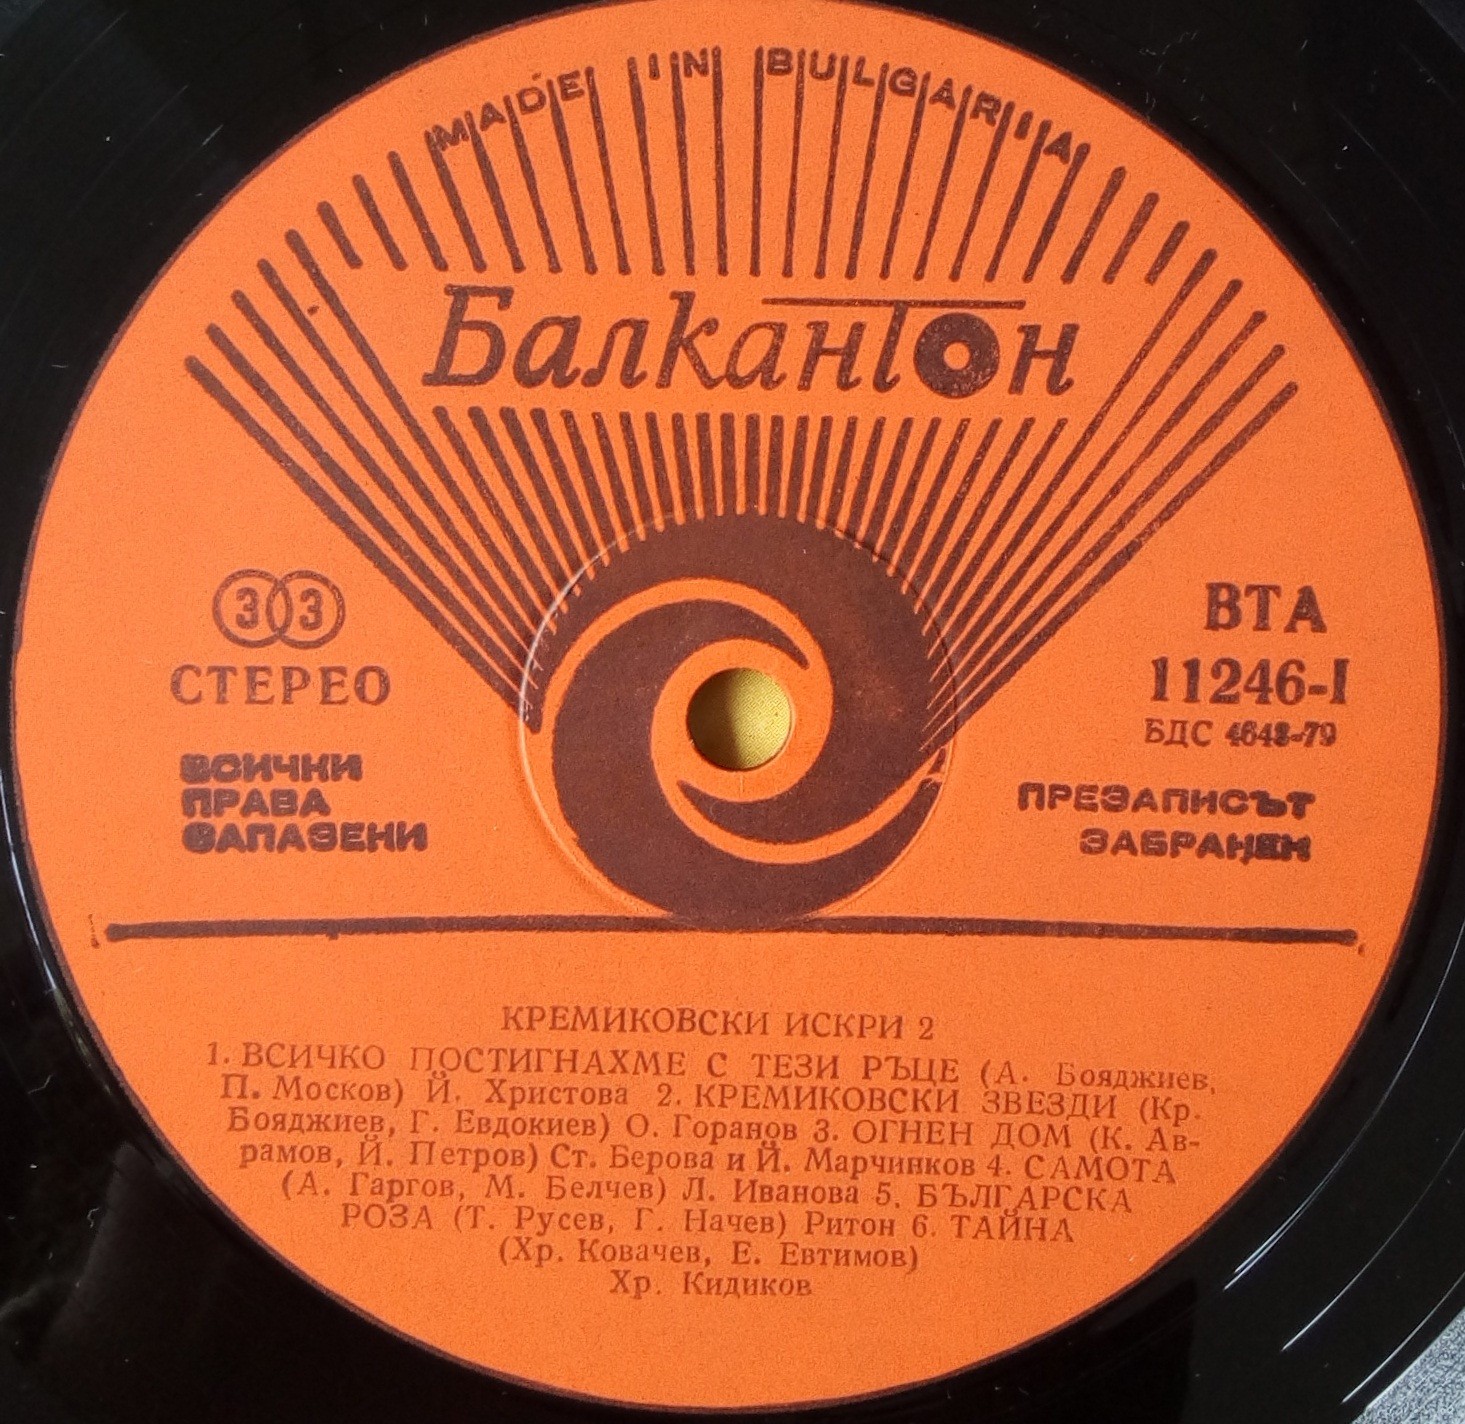 MADE IN BULGARIA
Балкантон
33
СТЕРЕО
ВТА
11246-I
БДС 4648-79
ВСИЧКИ
ПРАВА
ЗАПАЗЕНИ
ПРЕЗАПИСЪТ
ЗАБРАНЕН
КРЕМИКОВСКИ ИСКРИ 2
1. ВСИЧКО ПОСТИГНАХМЕ С ТЕЗИ РЪЦЕ (А. Бояджиев,
П. Москов) Й. Христова 2. КРЕМИКОВСКИ ЗВЕЗДИ (Кр.
Бояджиев, Г. Евдокиев) О. Горанов 3. ОГНЕН ДОМ (К. Ав-
рамов, Й. Петров) Ст. Берова и Й. Марчинков 4. САМОТА
(А. Гаргов, М. Белчев) Л. Иванова 5. БЪЛГАРСКА
РОЗА (Т. Русев, Г. Начев) Ритон 6. ТАЙНА
(Хр. Ковачев, Е. Евтимов)
Хр. Кидиков